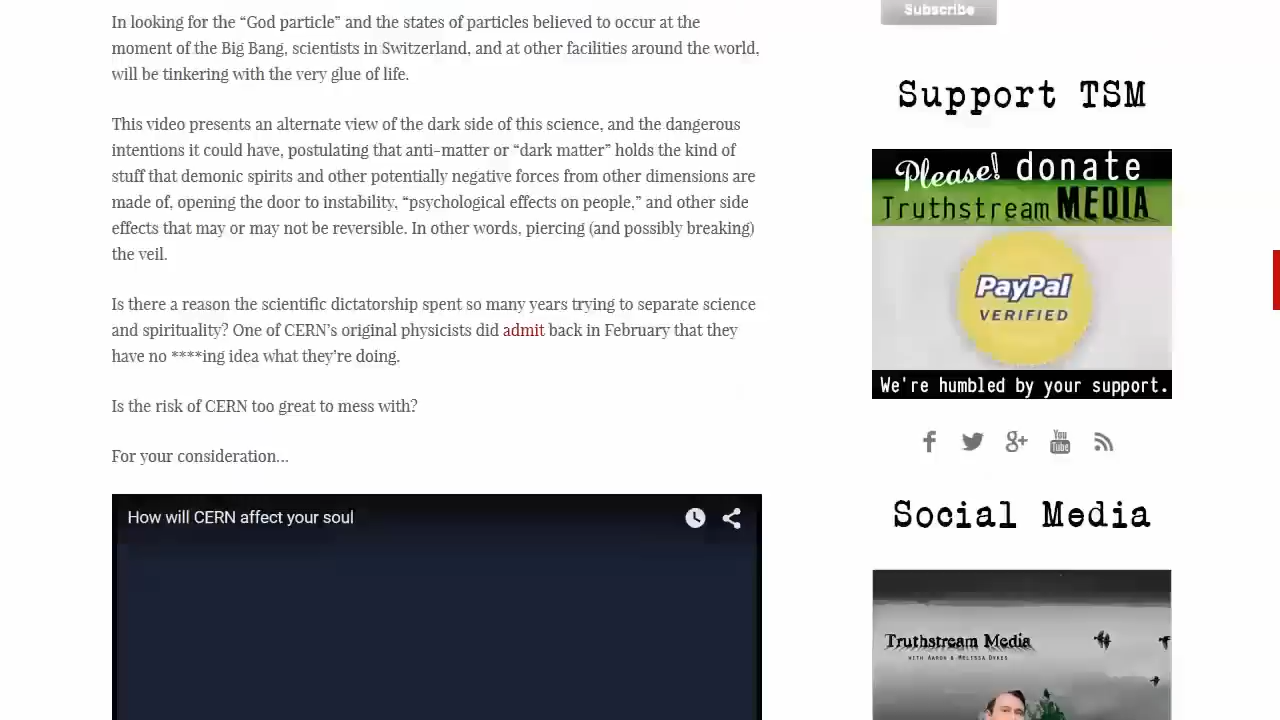 In looking for the “God particle” and the states of particles believed to occur at the
moment of the Big Bang, scientists in Switzerland, and at other facilities around the world,
will be tinkering with the very glue of life.
This video presents an alternate view of the dark side of this science, and the dangerous
intentions it could have, postulating that anti-matter or “dark matter” holds the kind of
stuff that demonic spirits and other potentially negative forces from other dimensions are
made of, opening the door to instability, “psychological effects on people,” and other side
effects that may or may not be reversible. In other words, piercing (and possibly breaking)
the veil.
Is there a reason the scientific dictatorship spent so many years trying to separate science
and spirituality? One of CERN’s original physicists did admit back in February that they
have no ****ing idea what they’re doing.
Is the risk of CERN too great to mess with?
For your consideration…
How will CERN affect your soul
Subscribe
Support TSM
Please! donate
Truthstream MEDIA
PayPal
VERIFIED
We're humbled by your support.
You
Tube
Social Media
Truthstream Media
WITH AARON & MELISSA DYKES